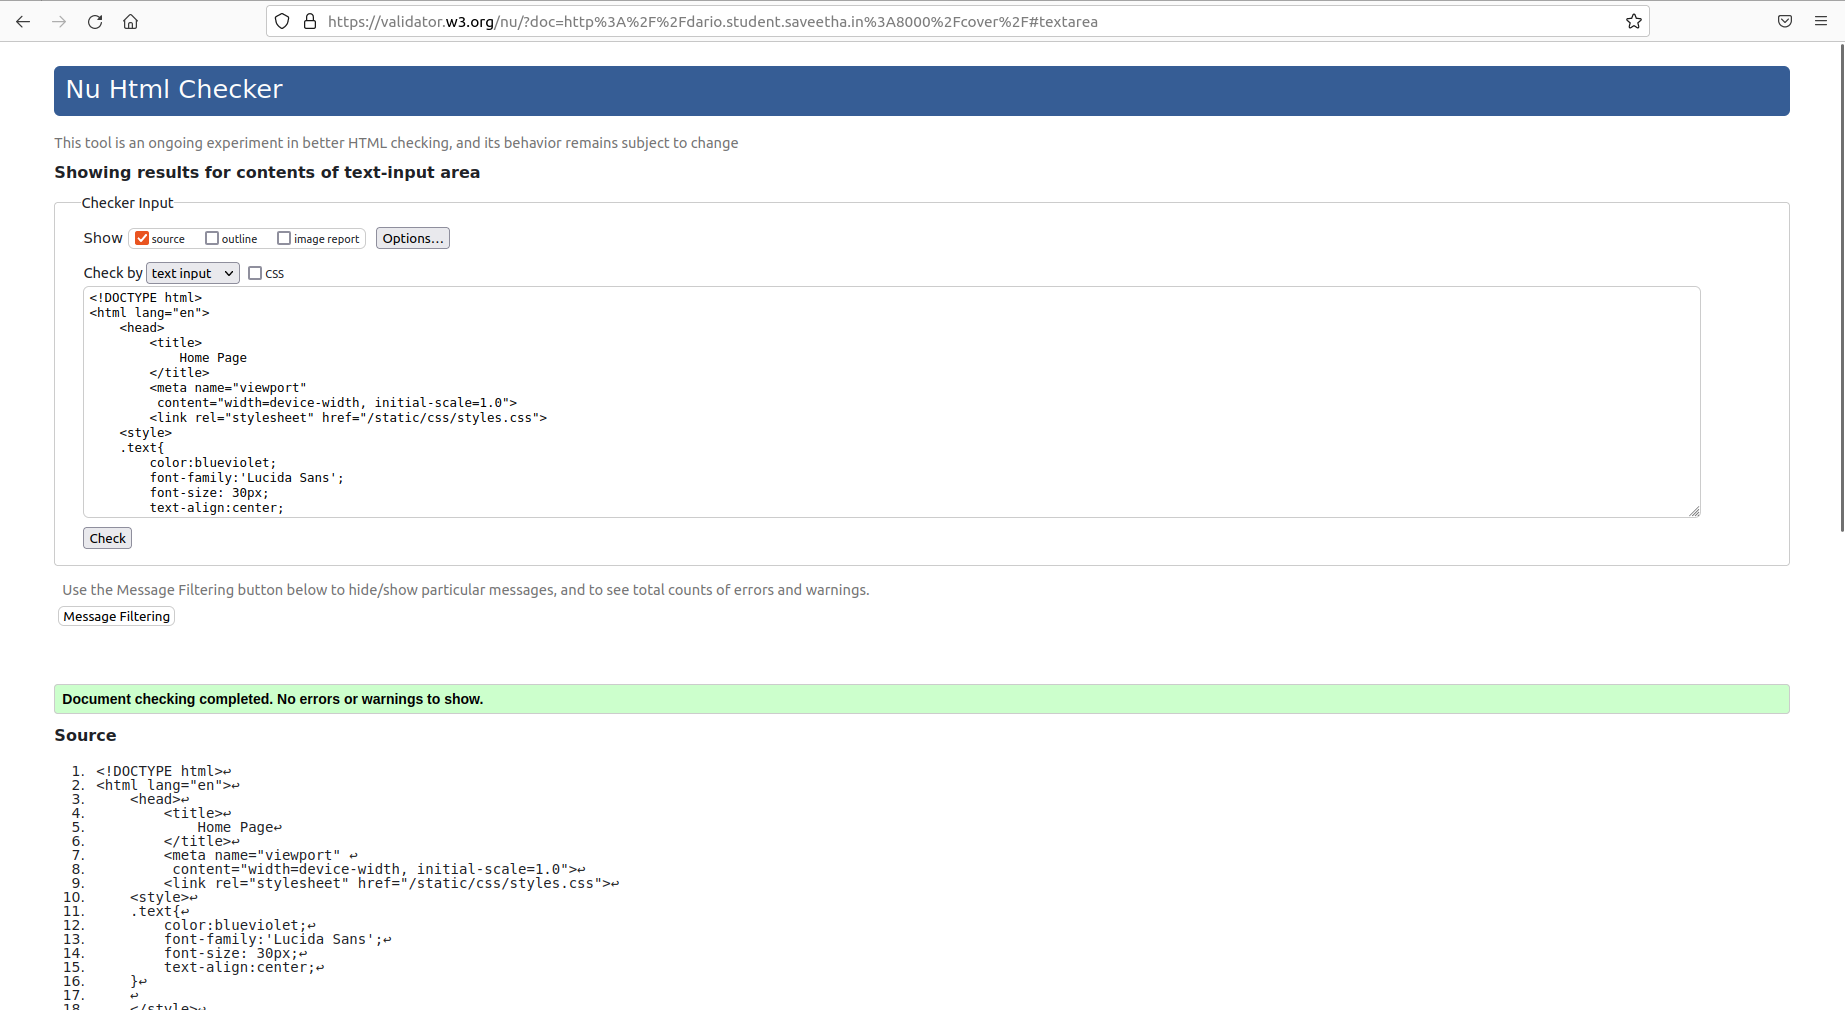 https://validator.w3.org/nu/?doc=http%3A%2F%2Fdario.student.saveetha.in%3A8000%2Fcover%2F#textarea
Nu Html Checker
This tool is an ongoing experiment in better HTML checking, and its behavior remains subject to change
Showing results for contents of text-input area
Checker Input
Show source outline image report Options...
Check by text input css
<!DOCTYPE html>
<html lang="en">
    <head>
        <title>
            Home Page
        </title>
        <meta name="viewport"
         content="width=device-width, initial-scale=1.0">
        <link rel="stylesheet" href="/static/css/styles.css">
    <style>
    .text{
        color:blueviolet;
        font-family:'Lucida Sans';
        font-size: 30px;
        text-align:center;
Check
Use the Message Filtering button below to hide/show particular messages, and to see total counts of errors and warnings.
Message Filtering
Document checking completed. No errors or warnings to show.
Source
1. <!DOCTYPE html>↩
2. <html lang="en">↩
3.     <head>↩
4.         <title>↩
5.             Home Page↩
6.         </title>↩
7.         <meta name="viewport" ↩
8.          content="width=device-width, initial-scale=1.0">↩
9.         <link rel="stylesheet" href="/static/css/styles.css">↩
10.     <style>↩
11.     .text{↩
12.         color:blueviolet;↩
13.         font-family:'Lucida Sans';↩
14.         font-size: 30px;↩
15.         text-align:center;↩
16.     }↩
17.     ↩
18.     </style>↩